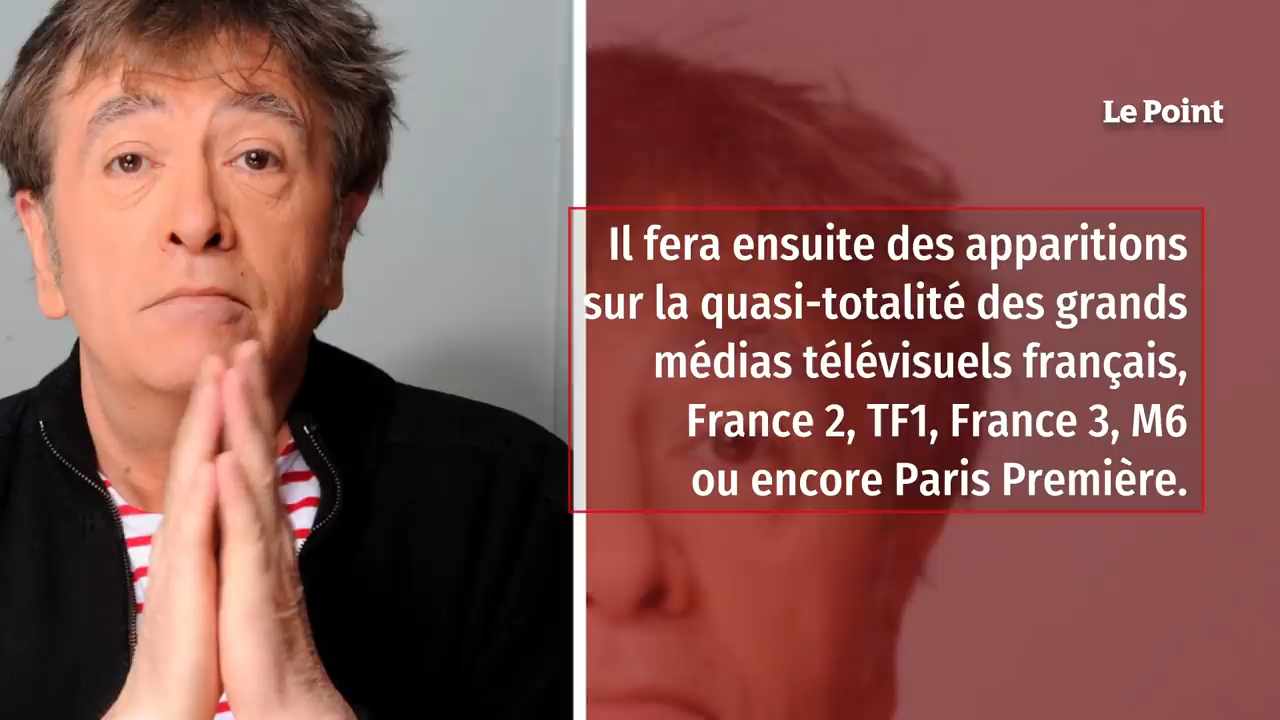 Le Point
Il fera ensuite des apparitions
sur la quasi-totalité des grands
médias télévisuels français,
France 2, TF1, France 3, M6
ou encore Paris Première.